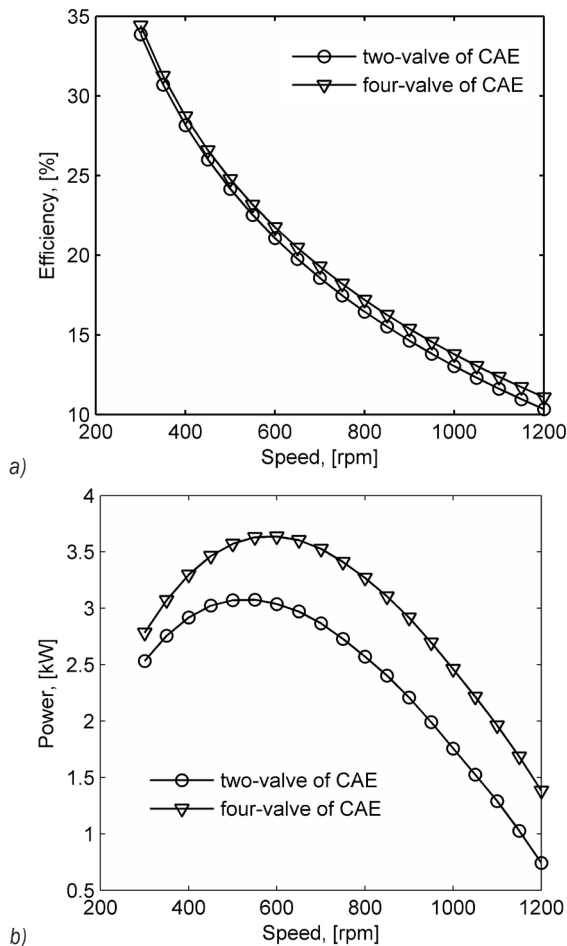 35
two-valve of CAE
four-valve of CAE
30
25
Efficiency, [%]
20
15
10
200 400 600 800 1000 1200
Speed, [rpm]
a)
4
3.5
3
2.5
Power, [kW]
2
1.5
two-valve of CAE
four-valve of CAE
1
0.5
200 400 600 800 1000 1200
Speed, [rpm]
b)